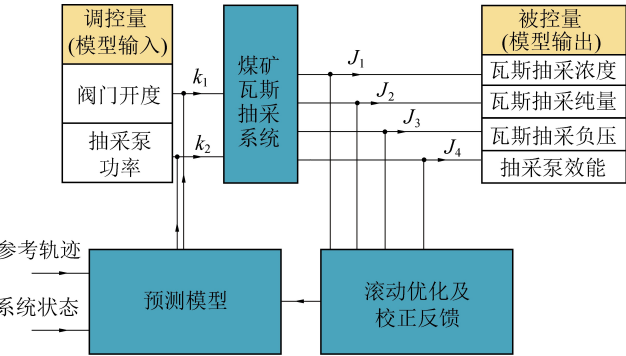 调控量
(模型输入)
阀门开度
抽采泵
功率
k1
k2
煤矿
瓦斯
抽采
系统
J1
J2
J3
J4
被控量
(模型输出)
瓦斯抽采浓度
瓦斯抽采纯量
瓦斯抽采负压
抽采泵效能
参考轨迹
系统状态
预测模型
滚动优化及
校正反馈